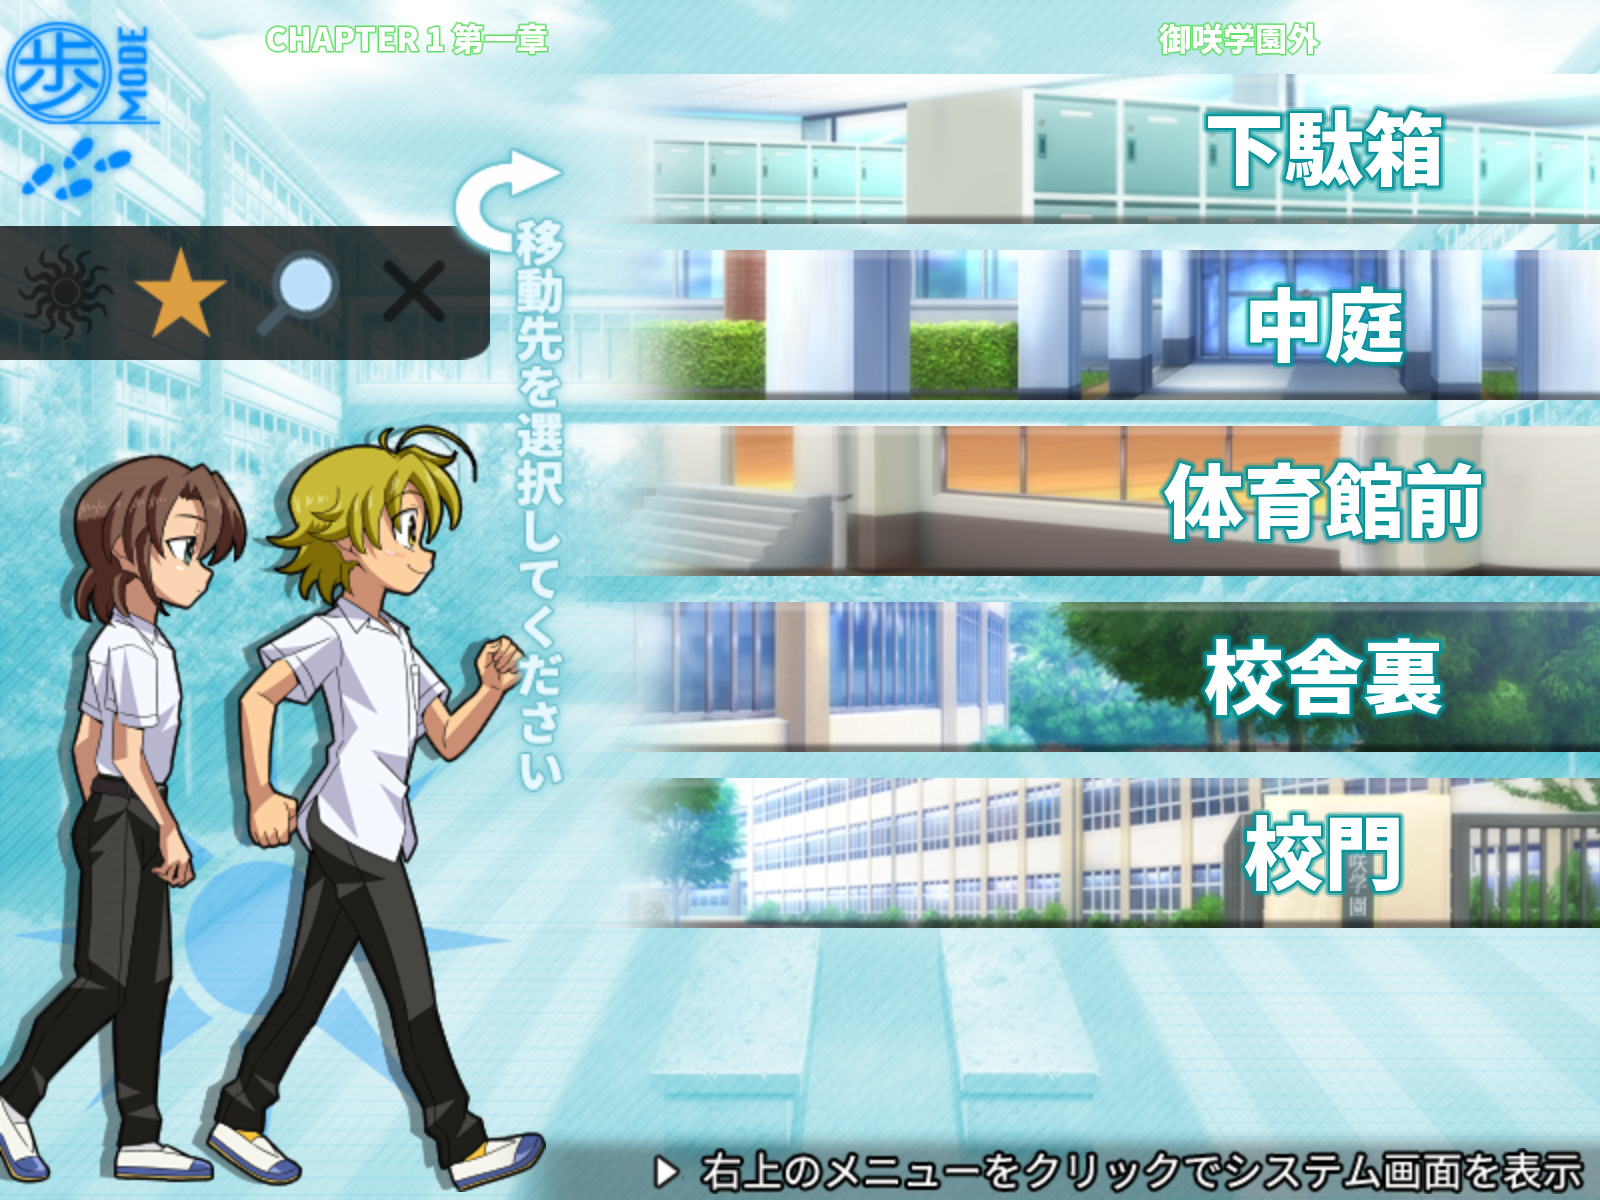 歩
MODE
CHAPTER 1 第一章
御咲学園外
移動先を選択してください
下駄箱
中庭
体育館前
校舎裏
校門
咲学園
右上のメニューをクリックでシステム画面を表示